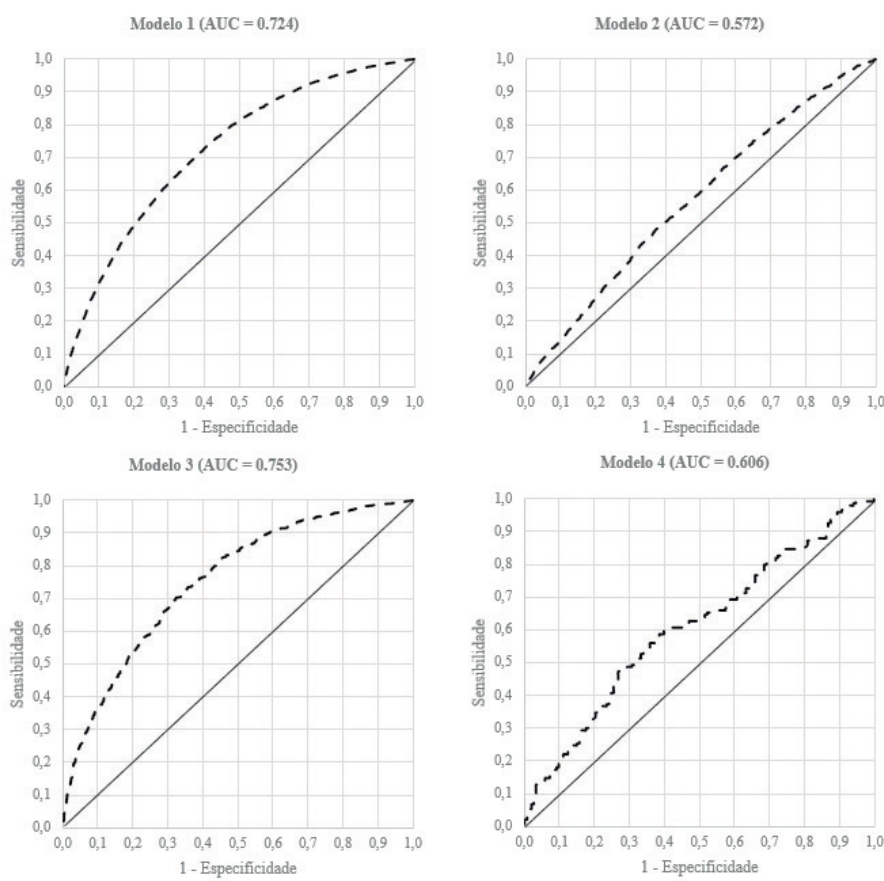 Modelo 1 (AUC = 0.724)
1,0
0,9
0,8
0,7
0,6
0,5
0,4
0,3
0,2
0,1
0,0
Sensibilidade
0,0 0,1 0,2 0,3 0,4 0,5 0,6 0,7 0,8 0,9 1,0
1 - Especificidade
Modelo 2 (AUC = 0.572)
1,0
0,9
0,8
0,7
0,6
0,5
0,4
0,3
0,2
0,1
0,0
Sensibilidade
0,0 0,1 0,2 0,3 0,4 0,5 0,6 0,7 0,8 0,9 1,0
1 - Especificidade
Modelo 3 (AUC = 0.753)
1,0
0,9
0,8
0,7
0,6
0,5
0,4
0,3
0,2
0,1
0,0
Sensibilidade
0,0 0,1 0,2 0,3 0,4 0,5 0,6 0,7 0,8 0,9 1,0
1 - Especificidade
Modelo 4 (AUC = 0.606)
1,0
0,9
0,8
0,7
0,6
0,5
0,4
0,3
0,2
0,1
0,0
Sensibilidade
0,0 0,1 0,2 0,3 0,4 0,5 0,6 0,7 0,8 0,9 1,0
1 - Especificidade